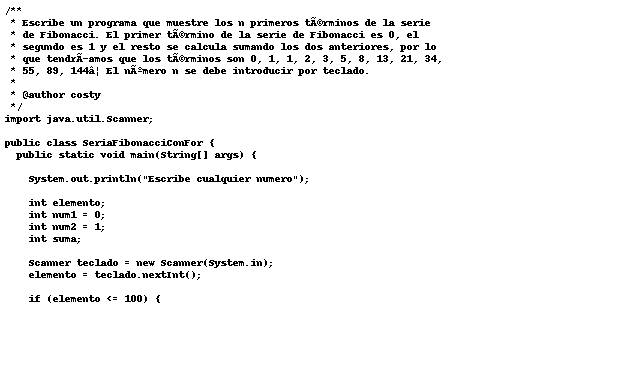 /**
 * Escribe un programa que muestre los n primeros tÃ©rminos de la serie
 * de Fibonacci. El primer tÃ©rmino de la serie de Fibonacci es 0, el
 * segundo es 1 y el resto se calcula sumando los dos anteriores, por lo
 * que tendrÃ­amos que los tÃ©rminos son 0, 1, 1, 2, 3, 5, 8, 13, 21, 34,
 * 55, 89, 144â¦ El nÃºmero n se debe introducir por teclado.
 *
 * @author costy
 */
import java.util.Scanner;
public class SeriaFibonacciConFor {
  public static void main(String[] args) {
    System.out.println("Escribe cualquier numero");
    int elemento;
    int num1 = 0;
    int num2 = 1;
    int suma;
    Scanner teclado = new Scanner(System.in);
    elemento = teclado.nextInt();
    if (elemento <= 100) {